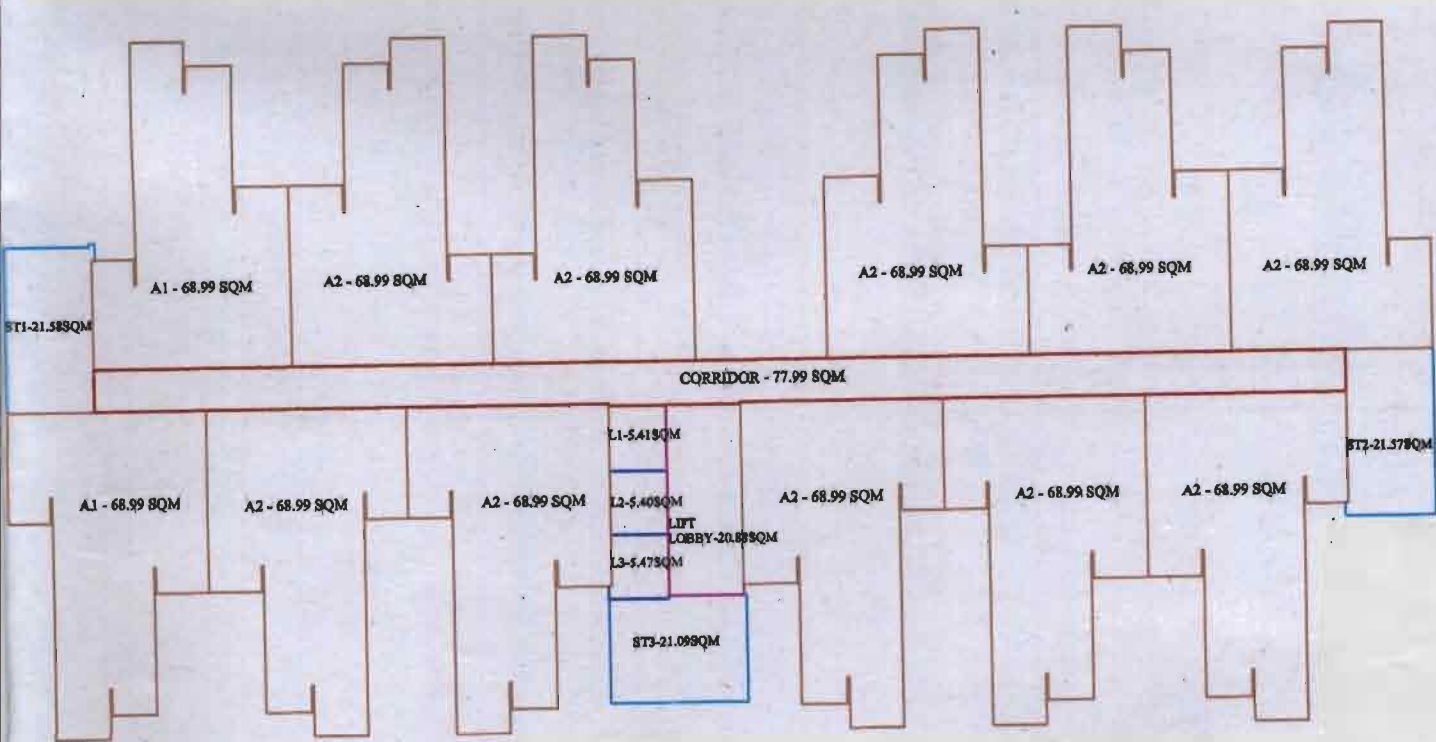 A1 - 68.99 SQM
A2 - 68.99 SQM
A2 - 68.99 SQM
A2 - 68.99 SQM
A2 - 68.99 SQM
A2 - 68.99 SQM
ST1-21.58SQM
CORRIDOR - 77.99 SQM
L1-5.41SQM
ST2-21.57SQM
A1 - 68.99 SQM
A2 - 68.99 SQM
A2 - 68.99 SQM
L2-5.40SQM
A2 - 68.99 SQM
A2 - 68.99 SQM
A2 - 68.99 SQM
LIFT
LOBBY-20.88SQM
L3-5.47SQM
ST3-21.09SQM